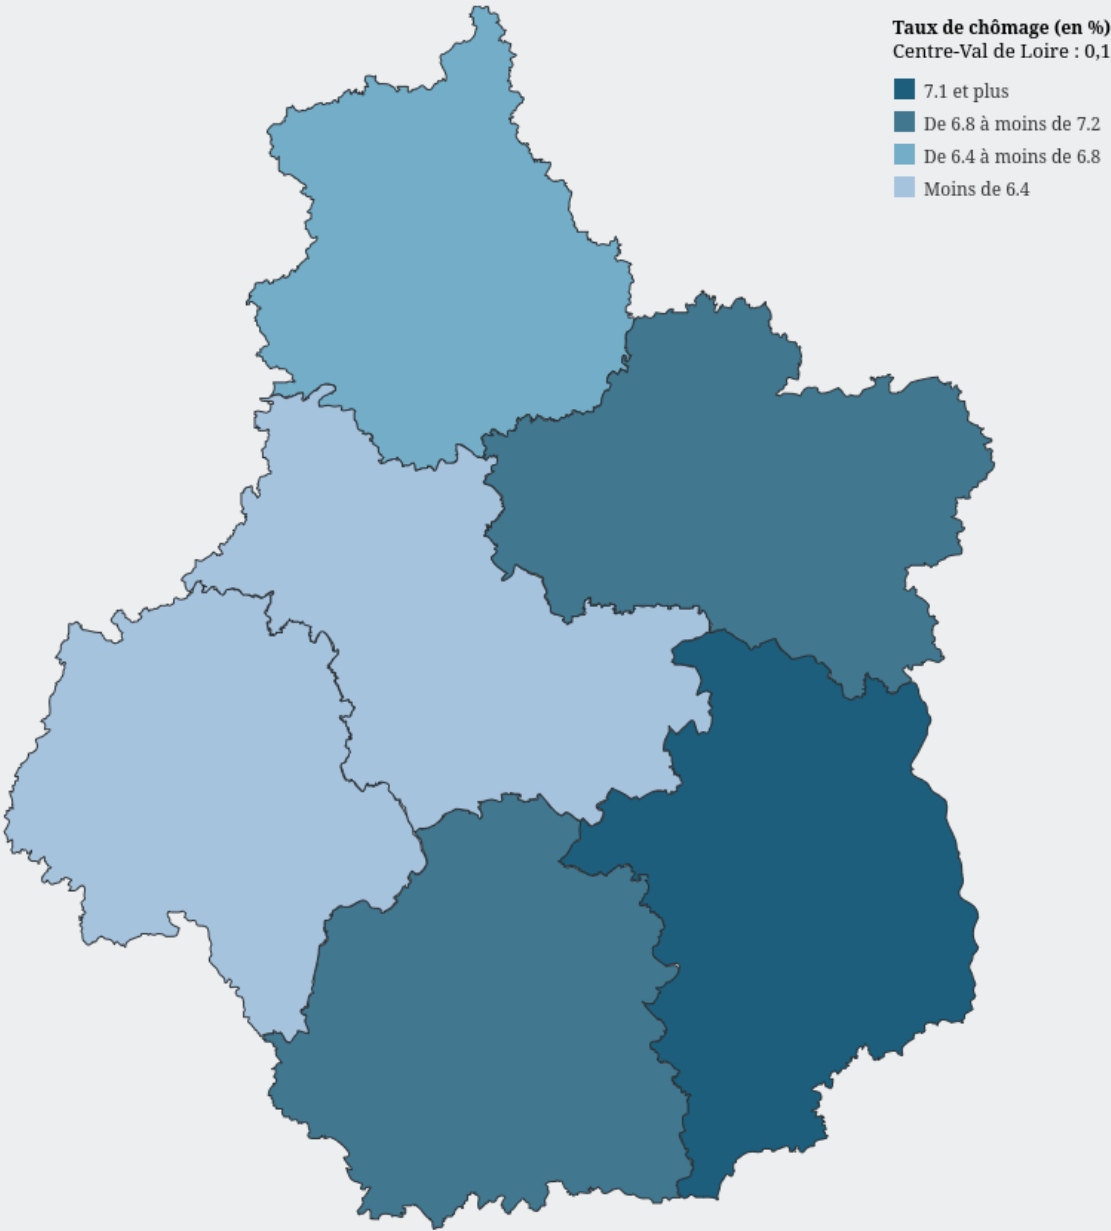 Taux de chômage (en %)
Centre-Val de Loire : 0,1
7.1 et plus
De 6.8 à moins de 7.2
De 6.4 à moins de 6.8
Moins de 6.4